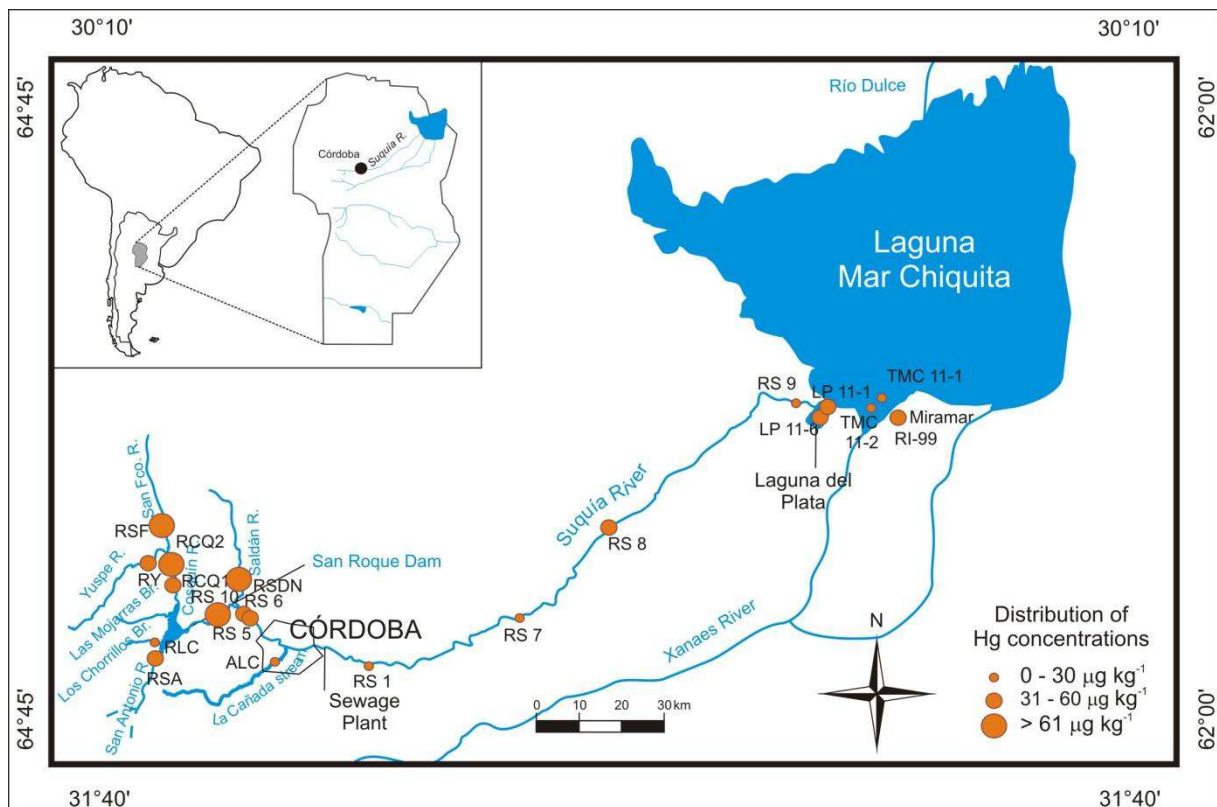 30°10'
30°10'
64°45'
62°00'
Córdoba
Suquía R.
Río Dulce
Laguna
Mar Chiquita
RS 9
LP 11-1
TMC 11-1
LP 11-6
TMC
11-2
Miramar
RI-99
Laguna del
Plata
Suquía River
RS 8
San Fco. R.
RSF
RCQ2
Yuspe R.
RY
RCQ1
Cosquín R.
Saldán R.
San Roque Dam
RSDN
RS 10
RS 6
Las Mojarras Br.
RS 5
Los Chorrillos Br.
RLC
RSA
San Antonio R.
CÓRDOBA
ALC
La Cañada stream
Sewage
Plant
RS 1
RS 7
Xanaes River
N
0 10 20 30 km
Distribution of
Hg concentrations
0 - 30 µg kg⁻¹
31 - 60 µg kg⁻¹
> 61 µg kg⁻¹
64°45'
62°00'
31°40'
31°40'